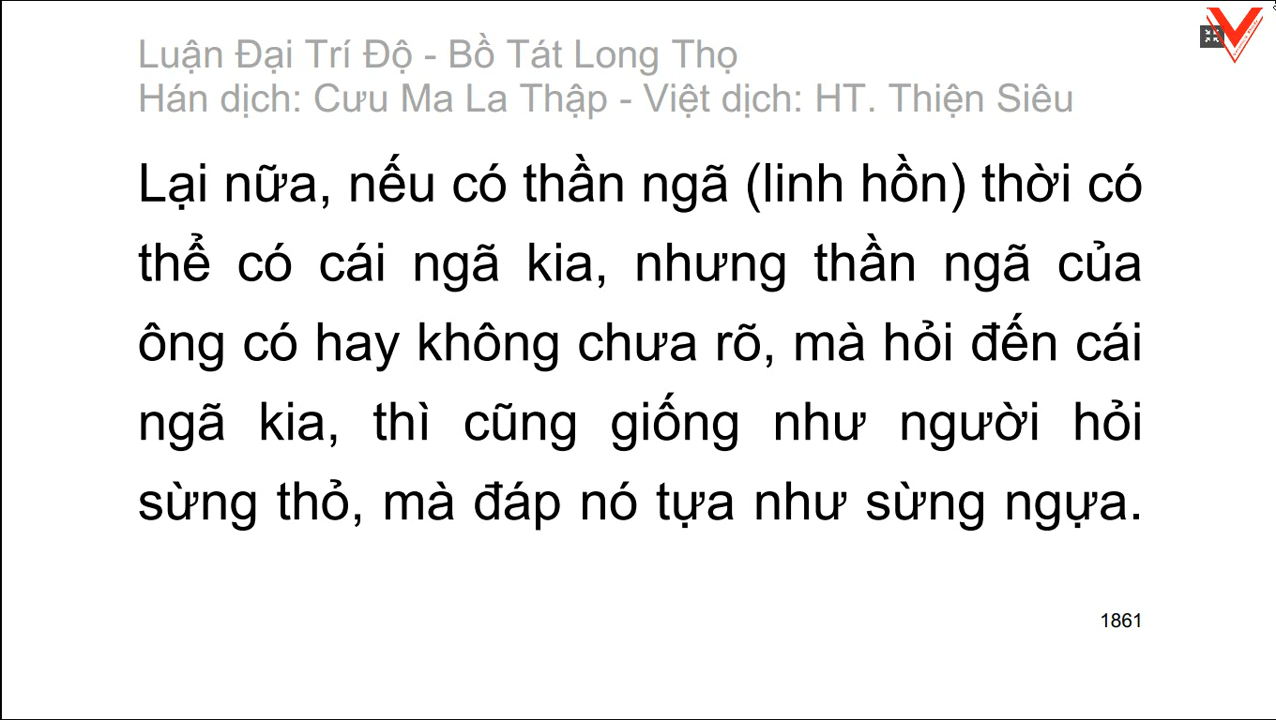 Luận Đại Trí Độ - Bồ Tát Long Thọ
Hán dịch: Cưu Ma La Thập - Việt dịch: HT. Thiện Siêu
Lại nữa, nếu có thần ngã (linh hồn) thời có
thể có cái ngã kia, nhưng thần ngã của
ông có hay không chưa rõ, mà hỏi đến cái
ngã kia, thì cũng giống như người hỏi
sừng thỏ, mà đáp nó tựa như sừng ngựa.
1861